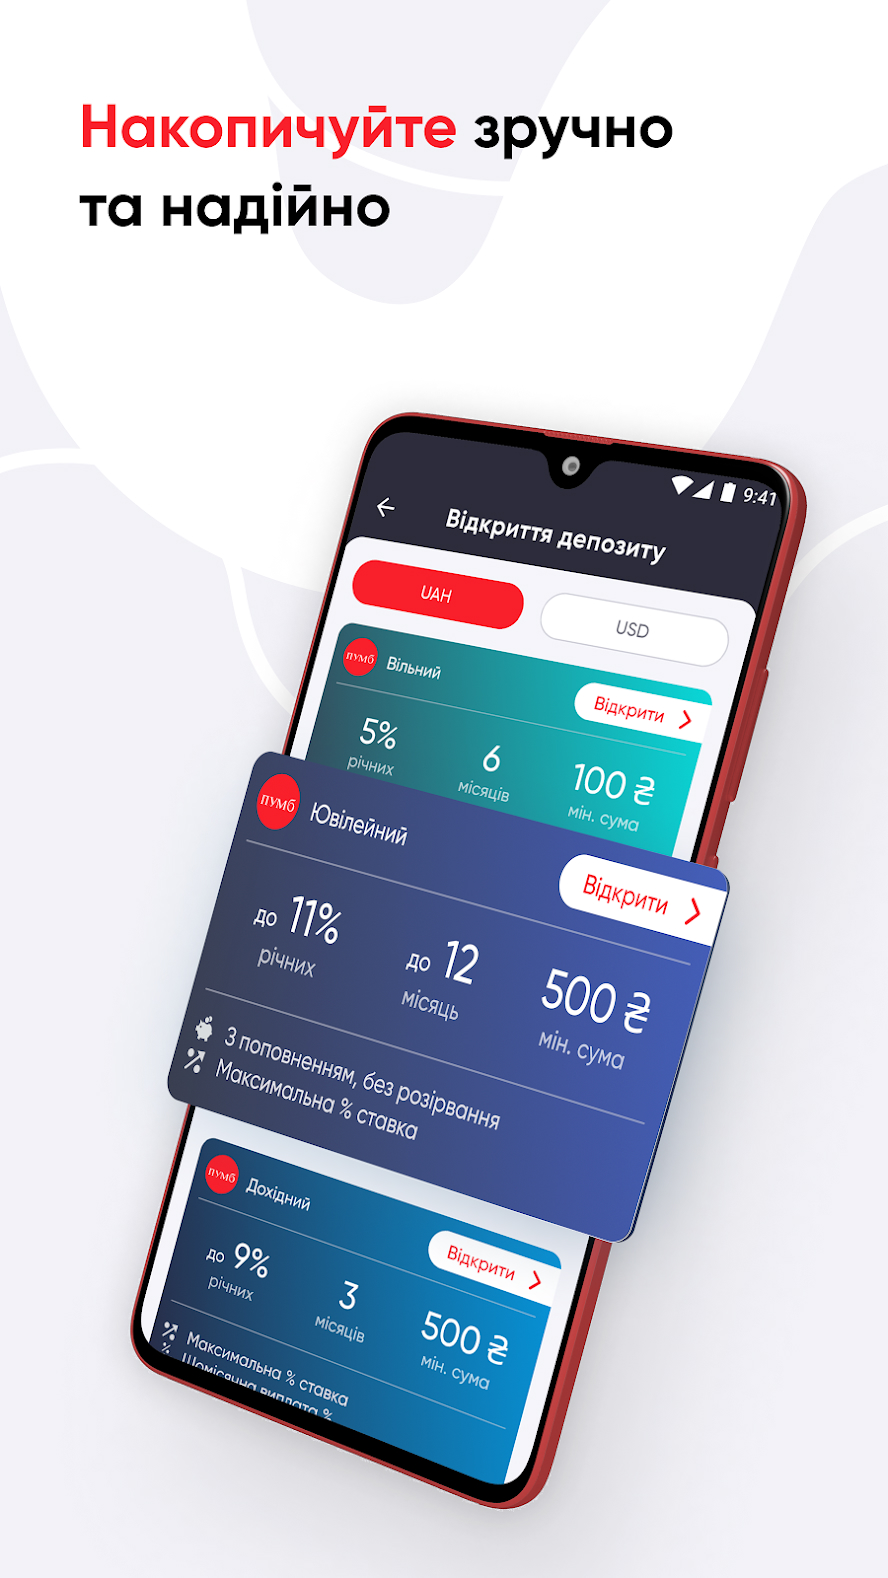 Накопичуйте зручно
та надійно
9:41
Відкриття депозиту
UAH
USD
ПУМБ Вільний
Відкрити
5%
річних
6
місяців
100 ₴
мін. сума
ПУМБ Ювілейний
Відкрити
до 11%
річних
до 12
місяць
500 ₴
мін. сума
З поповненням, без розірвання
Максимальна % ставка
ПУМБ Дохідний
Відкрити
до 9%
річних
3
місяців
500 ₴
мін. сума
Максимальна % ставка
Щомісячна виплата %